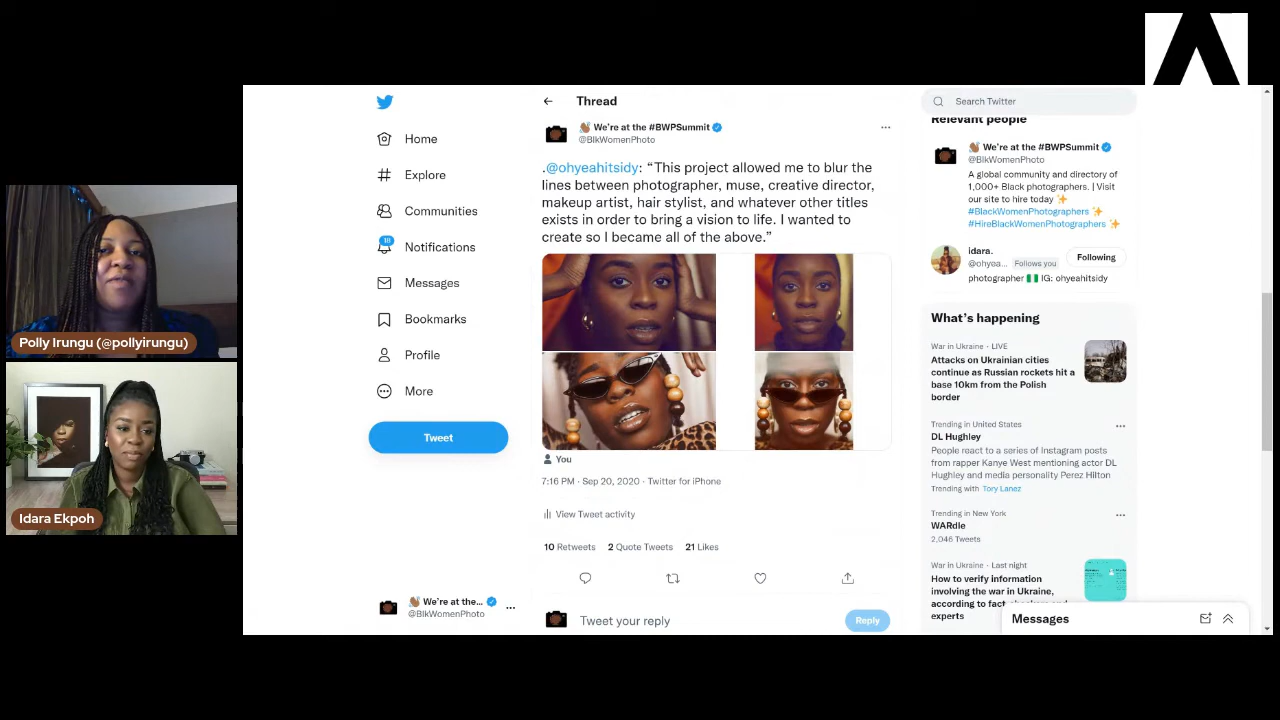 Polly Irungu (@pollyirungu)
Idara Ekpoh
Home
Explore
Communities
18
Notifications
Messages
Bookmarks
Profile
More
Tweet
We're at the...
@BlkWomenPhoto
Thread
We're at the #BWPSummit
@BlkWomenPhoto
.@ohyeahitsidy: “This project allowed me to blur the
lines between photographer, muse, creative director,
makeup artist, hair stylist, and whatever other titles
exists in order to bring a vision to life. I wanted to
create so I became all of the above.”
You
7:16 PM · Sep 20, 2020 · Twitter for iPhone
View Tweet activity
10 Retweets 2 Quote Tweets 21 Likes
Tweet your reply
Reply
Search Twitter
Relevant people
We're at the #BWPSummit
@BlkWomenPhoto
A global community and directory of
1,000+ Black photographers. | Visit
our site to hire today
#BlackWomenPhotographers
#HireBlackWomenPhotographers
idara.
@ohyea... Follows you
Following
photographer IG: ohyeahitsidy
What's happening
War in Ukraine · LIVE
Attacks on Ukrainian cities
continue as Russian rockets hit a
base 10km from the Polish
border
Trending in United States
DL Hughley
People react to a series of Instagram posts
from rapper Kanye West mentioning actor DL
Hughley and media personality Perez Hilton
Trending with Tory Lanez
Trending in New York
WARdle
2,046 Tweets
War in Ukraine · Last night
How to verify information
involving the war in Ukraine,
according to fact
experts
Messages